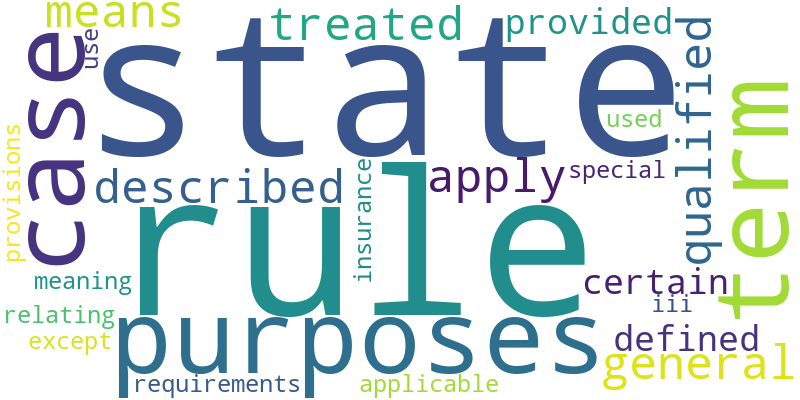 means
treated
provided
use
state
case
qualified
term
used
provisions
described
insurance
apply
special
rule
meaning
certain
iii
relating
purposes
defined
except
general
requirements
applicable